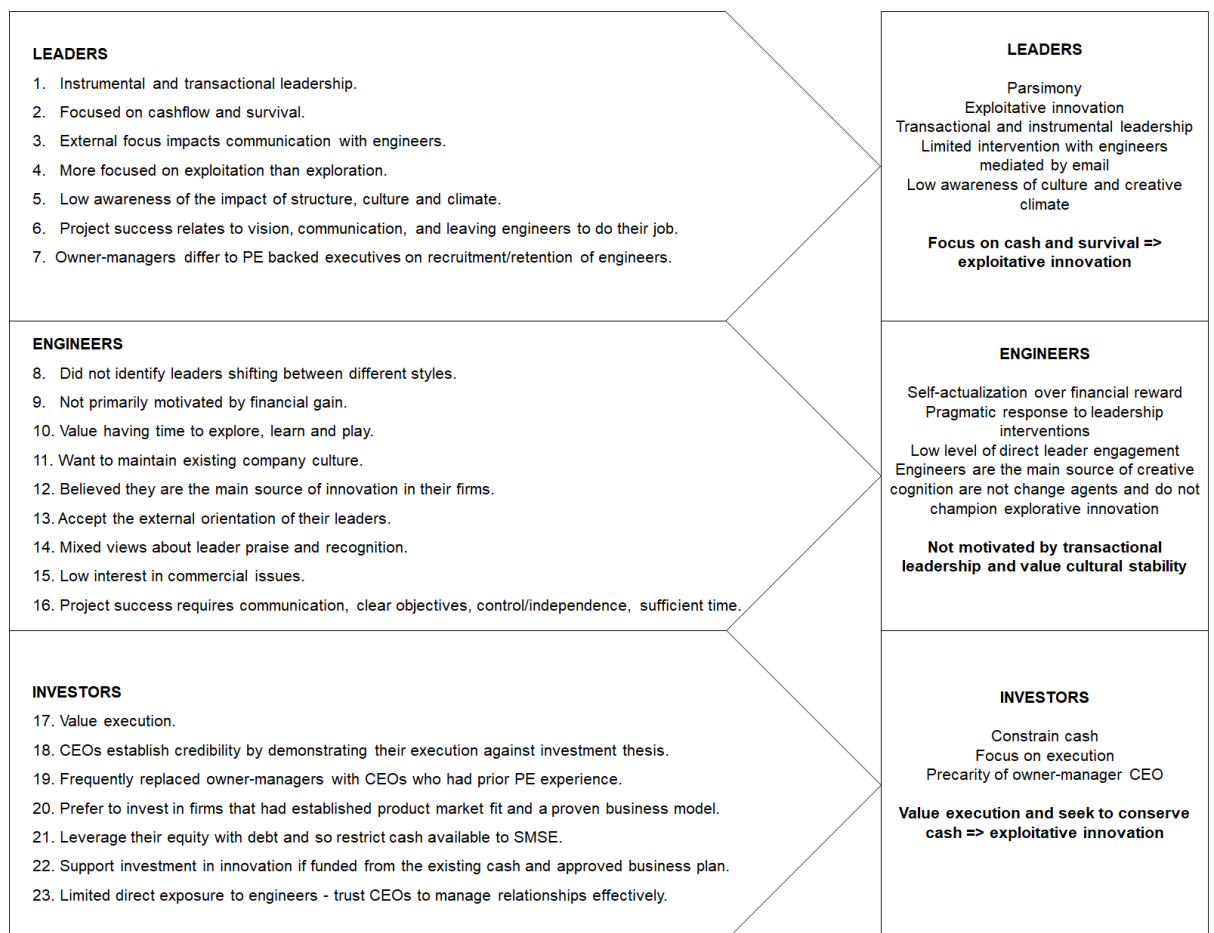 LEADERS
1. Instrumental and transactional leadership.
2. Focused on cashflow and survival.
3. External focus impacts communication with engineers.
4. More focused on exploitation than exploration.
5. Low awareness of the impact of structure, culture and climate.
6. Project success relates to vision, communication, and leaving engineers to do their job.
7. Owner-managers differ to PE backed executives on recruitment/retention of engineers.
LEADERS
Parsimony
Exploitative innovation
Transactional and instrumental leadership
Limited intervention with engineers
mediated by email
Low awareness of culture and creative
climate
Focus on cash and survival =>
exploitative innovation
ENGINEERS
8. Did not identify leaders shifting between different styles.
9. Not primarily motivated by financial gain.
10. Value having time to explore, learn and play.
11. Want to maintain existing company culture.
12. Believed they are the main source of innovation in their firms.
13. Accept the external orientation of their leaders.
14. Mixed views about leader praise and recognition.
15. Low interest in commercial issues.
16. Project success requires communication, clear objectives, control/independence, sufficient time.
ENGINEERS
Self-actualization over financial reward
Pragmatic response to leadership
interventions
Low level of direct leader engagement
Engineers are the main source of creative
cognition are not change agents and do not
champion explorative innovation
Not motivated by transactional
leadership and value cultural stability
INVESTORS
17. Value execution.
18. CEOs establish credibility by demonstrating their execution against investment thesis.
19. Frequently replaced owner-managers with CEOs who had prior PE experience.
20. Prefer to invest in firms that had established product market fit and a proven business model.
21. Leverage their equity with debt and so restrict cash available to SMSE.
22. Support investment in innovation if funded from the existing cash and approved business plan.
23. Limited direct exposure to engineers - trust CEOs to manage relationships effectively.
INVESTORS
Constrain cash
Focus on execution
Precarity of owner-manager CEO
Value execution and seek to conserve
cash => exploitative innovation